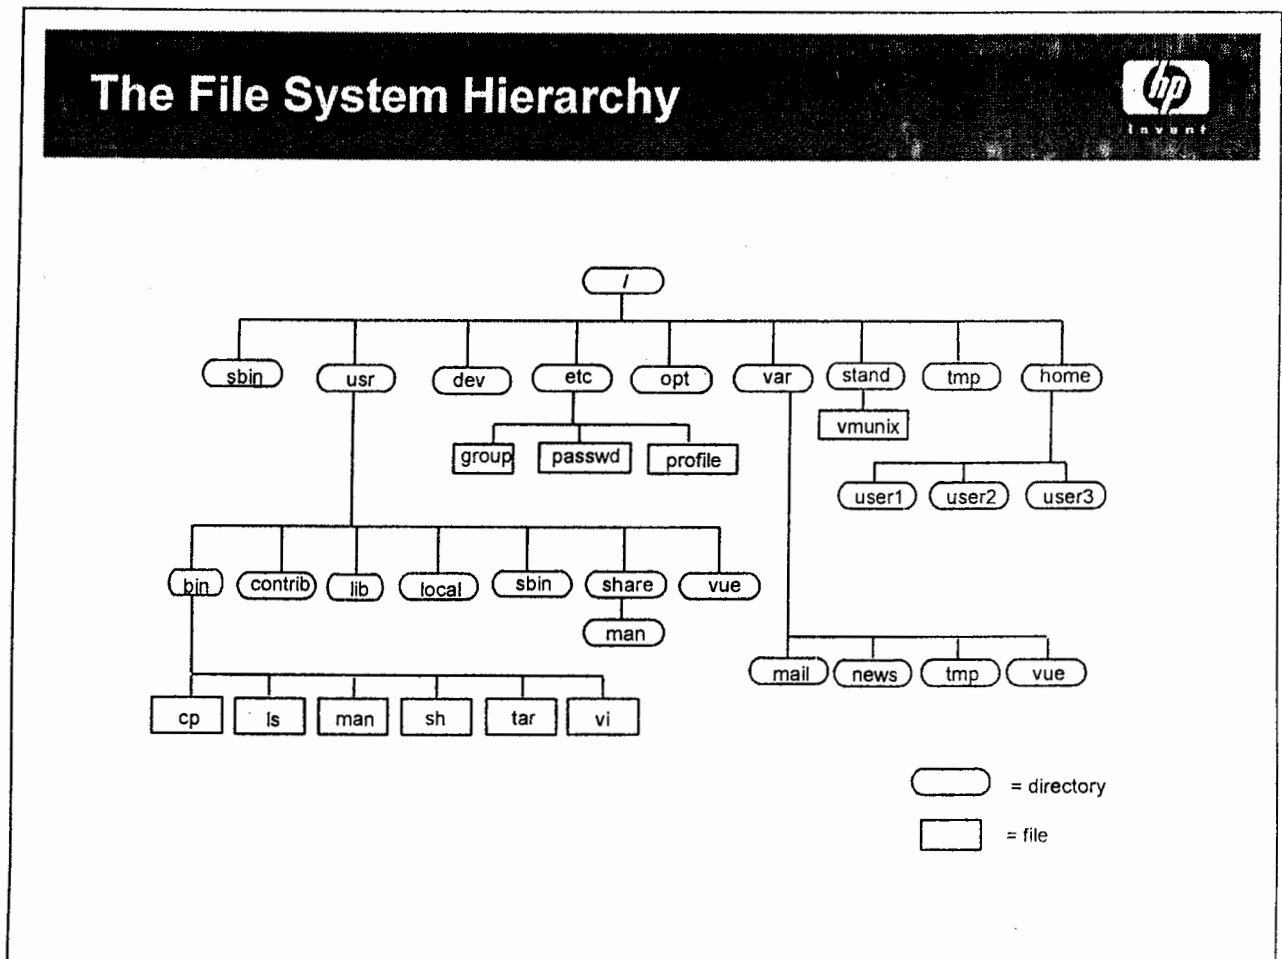 The File System Hierarchy
hp
invent
/
sbin usr dev etc opt var stand tmp home
vmunix
group passwd profile
user1 user2 user3
bin contrib lib local sbin share vue
man
mail news tmp vue
cp ls man sh tar vi
= directory
= file